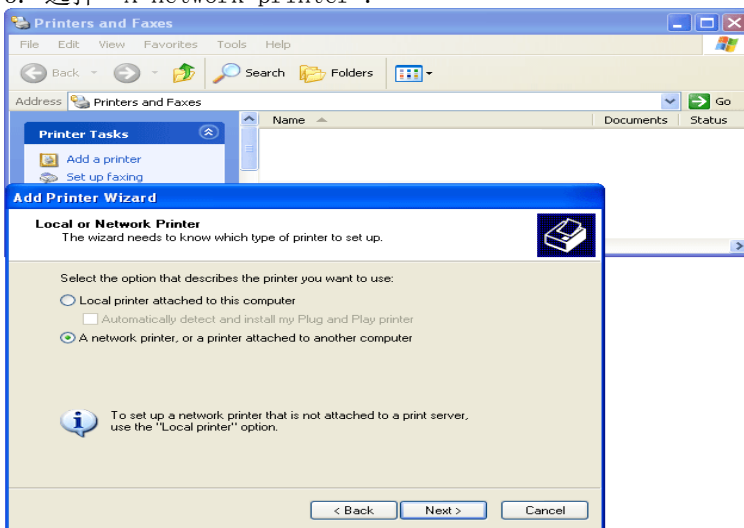 选择 "A network printer".
Printers and Faxes
File Edit View Favorites Tools Help
Back Search Folders
Address Printers and Faxes Go
Name Documents Status
Printer Tasks
Add a printer
Set up faxing
Add Printer Wizard
Local or Network Printer
The wizard needs to know which type of printer to set up.
Select the option that describes the printer you want to use:
Local printer attached to this computer
Automatically detect and install my Plug and Play printer
A network printer, or a printer attached to another computer
To set up a network printer that is not attached to a print server,
use the "Local printer" option.
< Back Next > Cancel